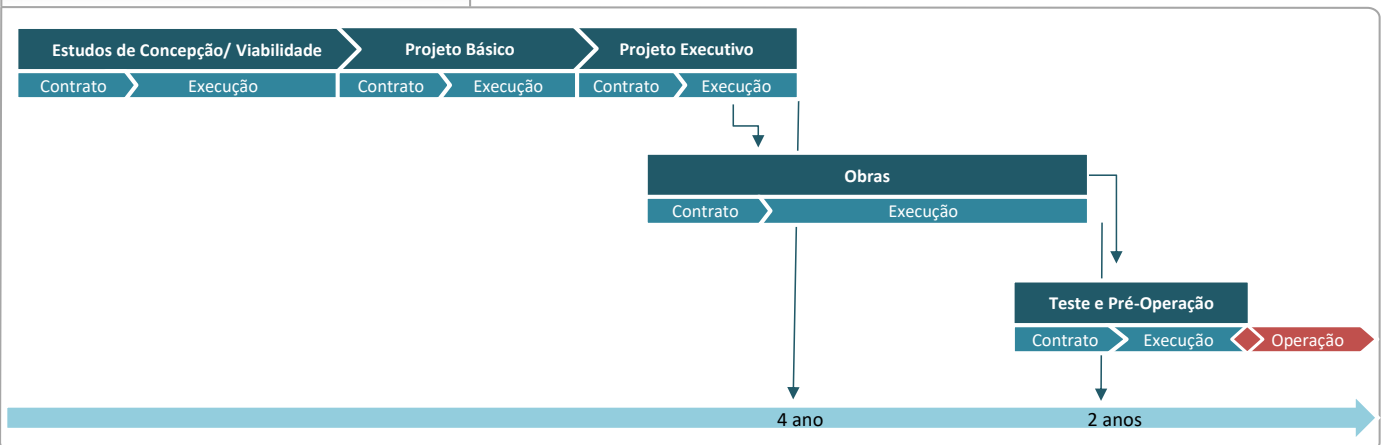 Estudos de Concepção/ Viabilidade
Projeto Básico
Projeto Executivo
Contrato
Execução
Contrato
Execução
Contrato
Execução
Obras
Contrato
Execução
Teste e Pré-Operação
Contrato
Execução
Operação
4 ano
2 anos